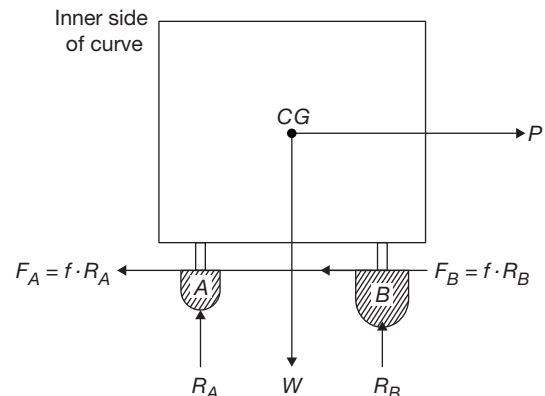 Inner side
of curve
CG
P
F_A = f · R_A
A
B
F_B = f · R_B
R_A
W
R_B